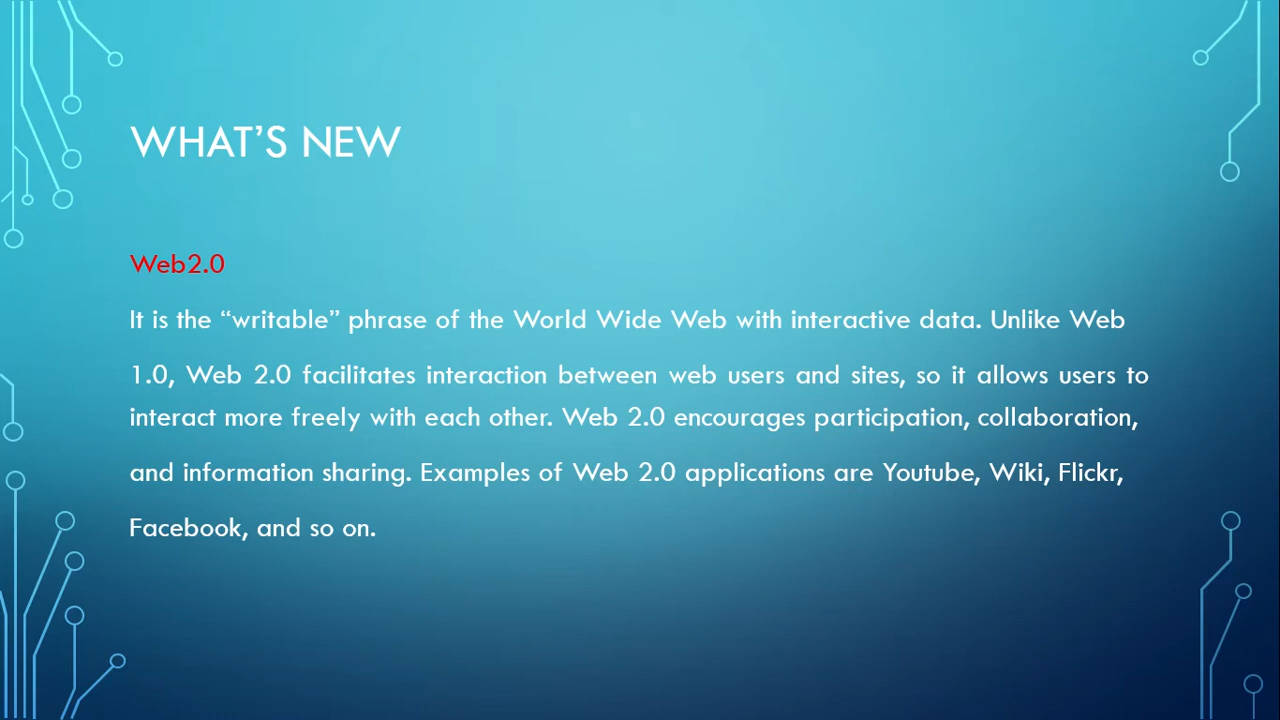 WHAT’S NEW
Web2.0
It is the “writable” phrase of the World Wide Web with interactive data. Unlike Web
1.0, Web 2.0 facilitates interaction between web users and sites, so it allows users to
interact more freely with each other. Web 2.0 encourages participation, collaboration,
and information sharing. Examples of Web 2.0 applications are Youtube, Wiki, Flickr,
Facebook, and so on.